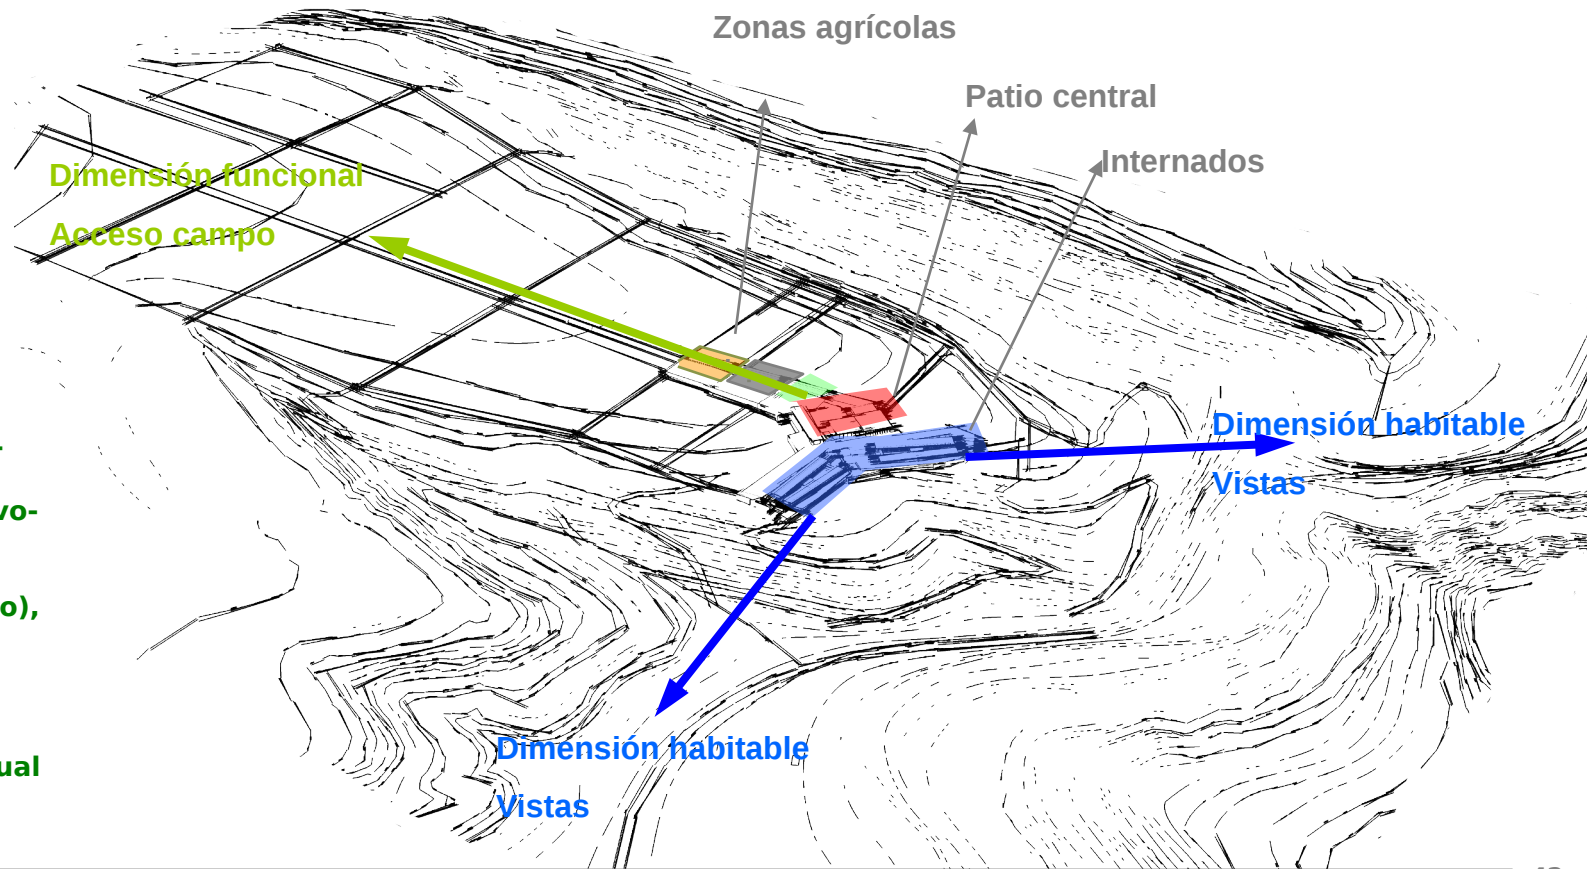 Zonas agrícolas
Patio central
Internados
Dimensión funcional
Acceso campo
Dimensión habitable
Vistas
vo-
o),
ual
Dimensión habitable
Vistas